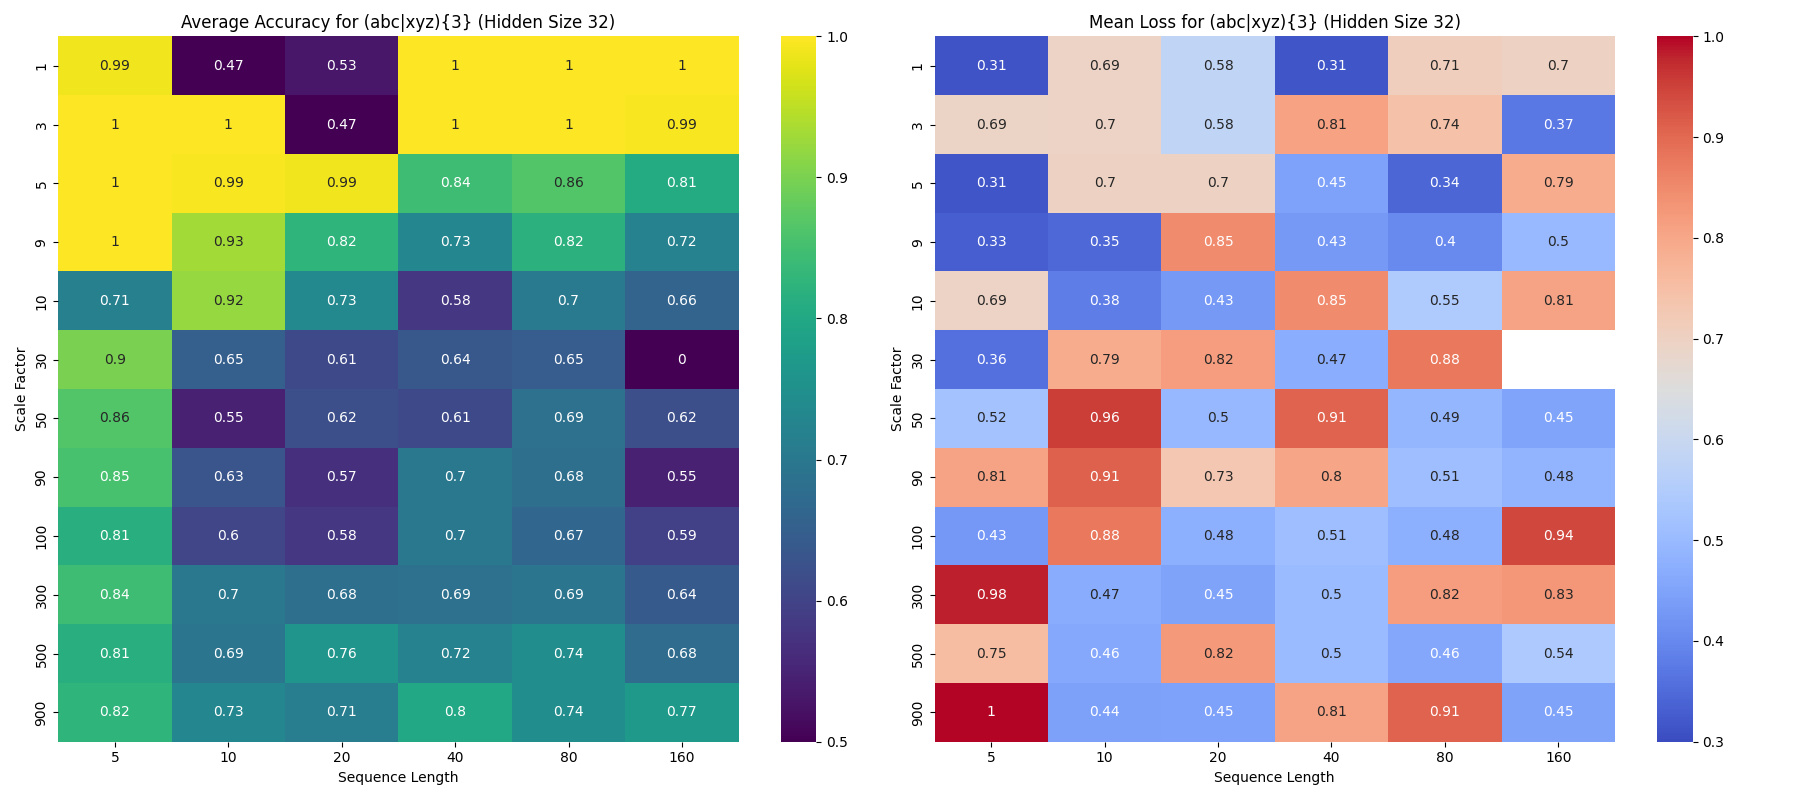 Average Accuracy for (abc|xyz){3} (Hidden Size 32)
Scale Factor
1 0.99 0.47 0.53 1 1 1
3 1 1 0.47 1 1 0.99
5 1 0.99 0.99 0.84 0.86 0.81
9 1 0.93 0.82 0.73 0.82 0.72
10 0.71 0.92 0.73 0.58 0.7 0.66
30 0.9 0.65 0.61 0.64 0.65 0
50 0.86 0.55 0.62 0.61 0.69 0.62
90 0.85 0.63 0.57 0.7 0.68 0.55
100 0.81 0.6 0.58 0.7 0.67 0.59
300 0.84 0.7 0.68 0.69 0.69 0.64
500 0.81 0.69 0.76 0.72 0.74 0.68
900 0.82 0.73 0.71 0.8 0.74 0.77
5 10 20 40 80 160
Sequence Length
1.0
0.9
0.8
0.7
0.6
0.5
Mean Loss for (abc|xyz){3} (Hidden Size 32)
Scale Factor
1 0.31 0.69 0.58 0.31 0.71 0.7
3 0.69 0.7 0.58 0.81 0.74 0.37
5 0.31 0.7 0.7 0.45 0.34 0.79
9 0.33 0.35 0.85 0.43 0.4 0.5
10 0.69 0.38 0.43 0.85 0.55 0.81
30 0.36 0.79 0.82 0.47 0.88
50 0.52 0.96 0.5 0.91 0.49 0.45
90 0.81 0.91 0.73 0.8 0.51 0.48
100 0.43 0.88 0.48 0.51 0.48 0.94
300 0.98 0.47 0.45 0.5 0.82 0.83
500 0.75 0.46 0.82 0.5 0.46 0.54
900 1 0.44 0.45 0.81 0.91 0.45
5 10 20 40 80 160
Sequence Length
1.0
0.9
0.8
0.7
0.6
0.5
0.4
0.3